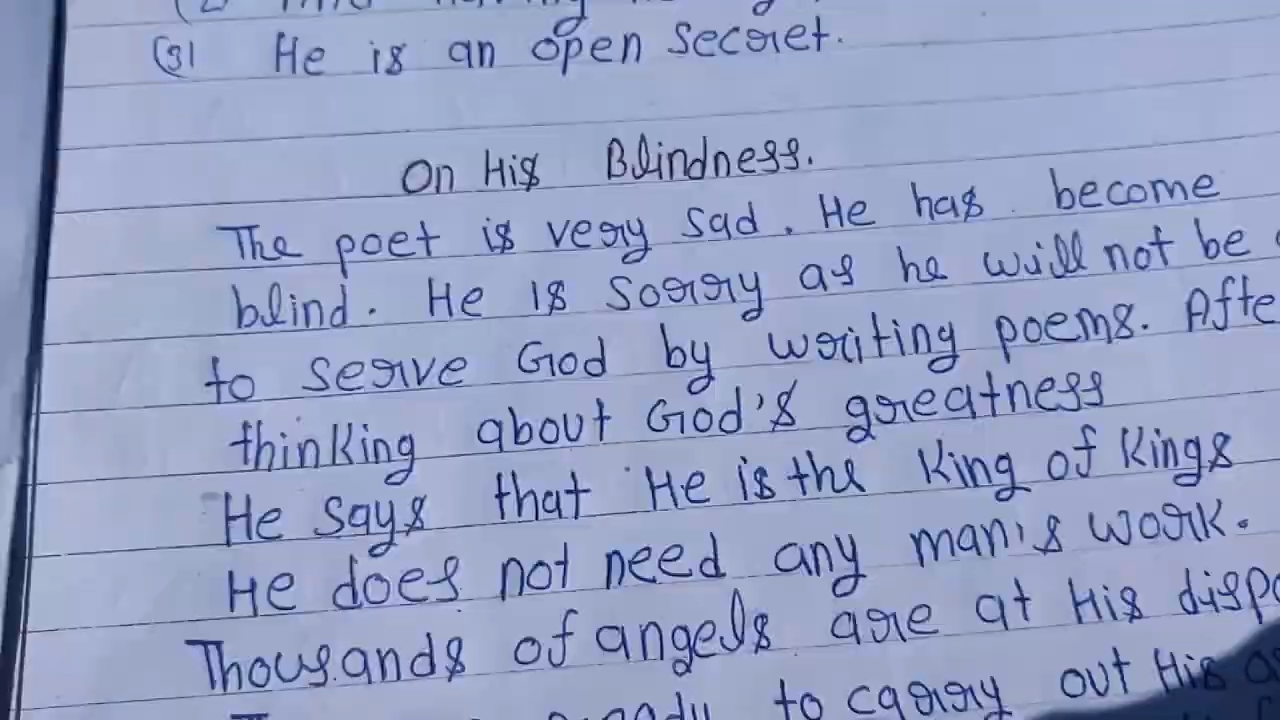 (3) He is an open secret.
On His Blindness.
The poet is very sad. He has become
blind. He is sorry as he will not be
to serve God by writing poems. Afte
thinking about God's greatness
He says that He is the King of Kings
He does not need any man's work.
Thousands of angels are at His dispo
to carry out His